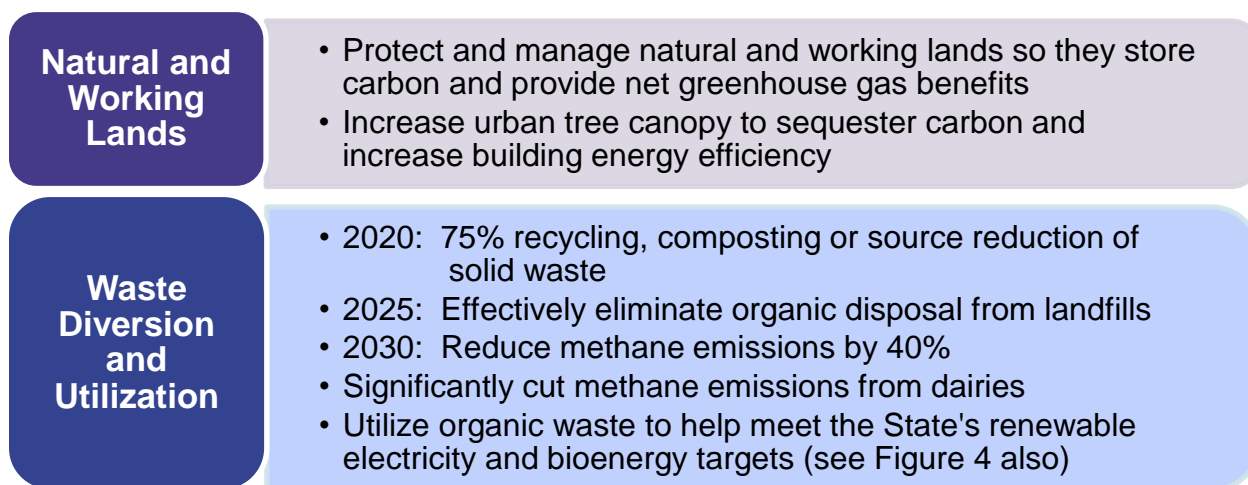 Natural and
Working
Lands
• Protect and manage natural and working lands so they store
carbon and provide net greenhouse gas benefits
• Increase urban tree canopy to sequester carbon and
increase building energy efficiency
Waste
Diversion
and
Utilization
• 2020: 75% recycling, composting or source reduction of
solid waste
• 2025: Effectively eliminate organic disposal from landfills
• 2030: Reduce methane emissions by 40%
• Significantly cut methane emissions from dairies
• Utilize organic waste to help meet the State's renewable
electricity and bioenergy targets (see Figure 4 also)